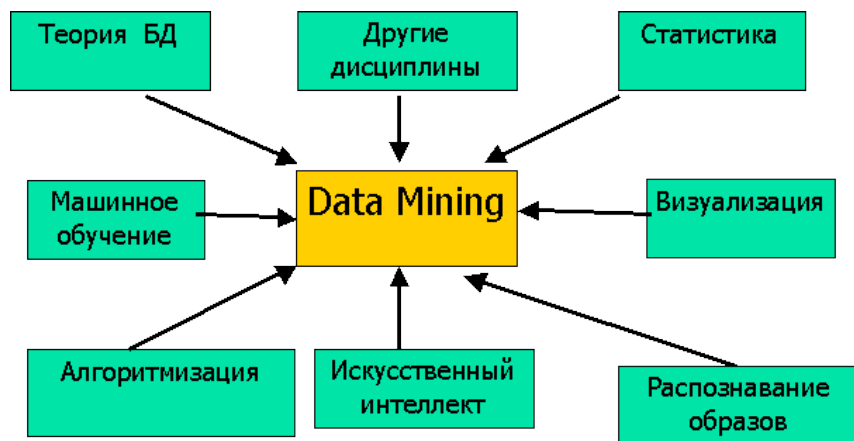 Теория БД
Другие
дисциплины
Статистика
Машинное
обучение
Data Mining
Визуализация
Алгоритмизация
Искусственный
интеллект
Распознавание
образов